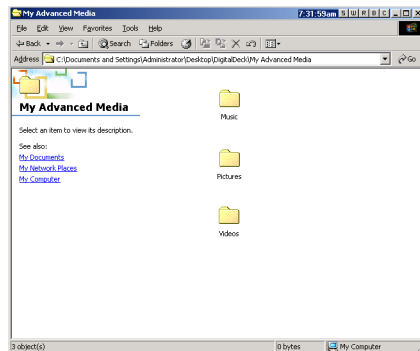 My Advanced Media 7:31:59am S W R B C
File Edit View Favorites Tools Help
Back Search Folders
Address C:\Documents and Settings\Administrator\Desktop\DigitalDeck\My Advanced Media Go
My Advanced Media
Select an item to view its description.
See also:
My Documents
My Network Places
My Computer
Music
Pictures
Videos
3 object(s) 0 bytes My Computer